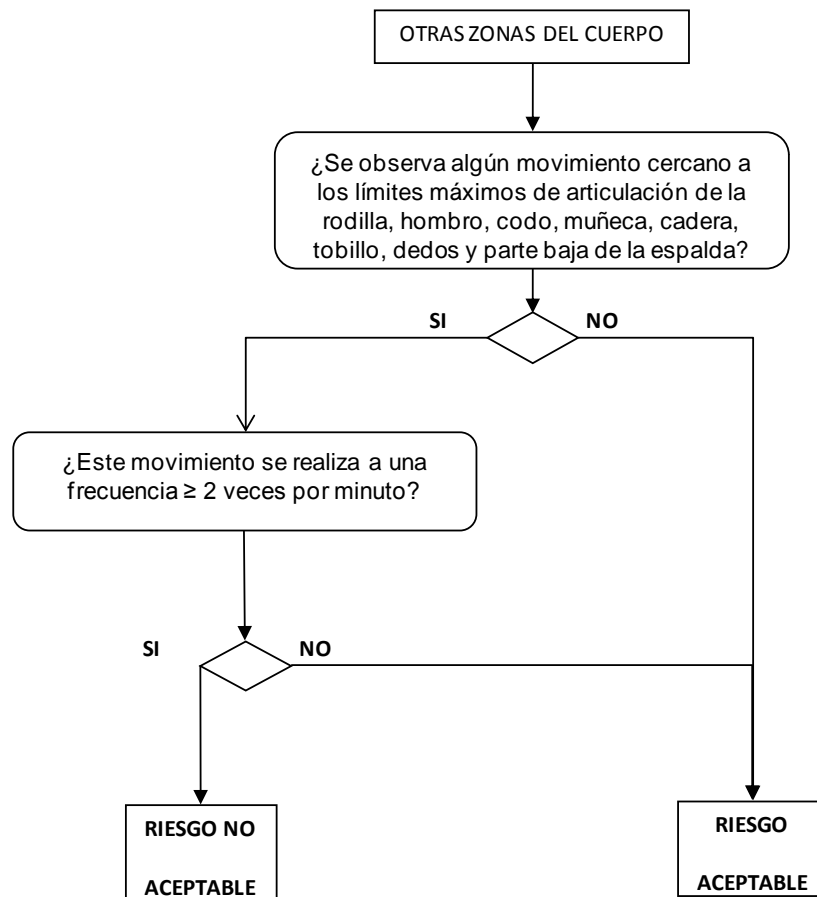 OTRAS ZONAS DEL CUERPO
¿Se observa algún movimiento cercano a
los límites máximos de articulación de la
rodilla, hombro, codo, muñeca, cadera,
tobillo, dedos y parte baja de la espalda?
SI
NO
¿Este movimiento se realiza a una
frecuencia ≥ 2 veces por minuto?
SI
NO
RIESGO NO
ACEPTABLE
RIESGO
ACEPTABLE